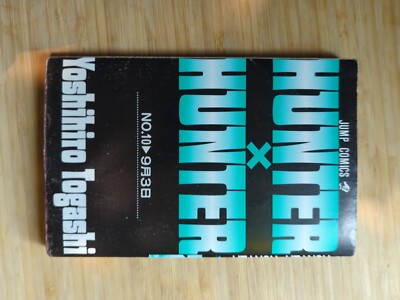 JUMP COMICS
HUNTER
×
HUNTER
NO.10▶9月3日
Yoshihiro Togashi